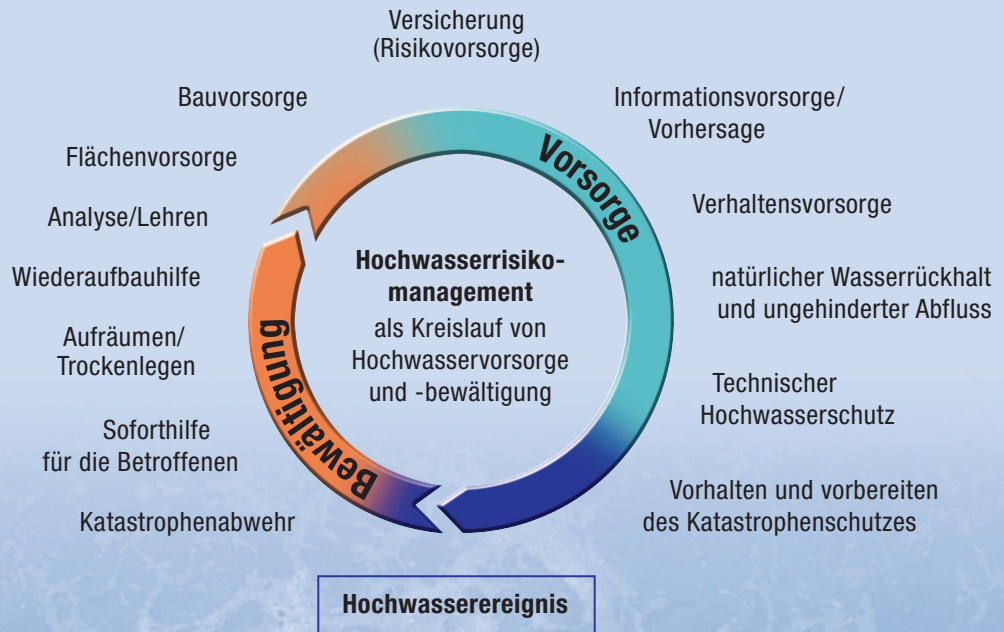 Versicherung
(Risikovorsorge)
Informationsvorsorge/
Vorhersage
Verhaltensvorsorge
natürlicher Wasserrückhalt
und ungehinderter Abfluss
Technischer
Hochwasserschutz
Vorhalten und vorbereiten
des Katastrophenschutzes
Hochwasserereignis
Katastrophenabwehr
Soforthilfe
für die Betroffenen
Aufräumen/
Trockenlegen
Wiederaufbauhilfe
Analyse/Lehren
Flächenvorsorge
Bauvorsorge
Vorsorge
Bewältigung
Hochwasserrisiko-
management
als Kreislauf von
Hochwasservorsorge
und -bewältigung